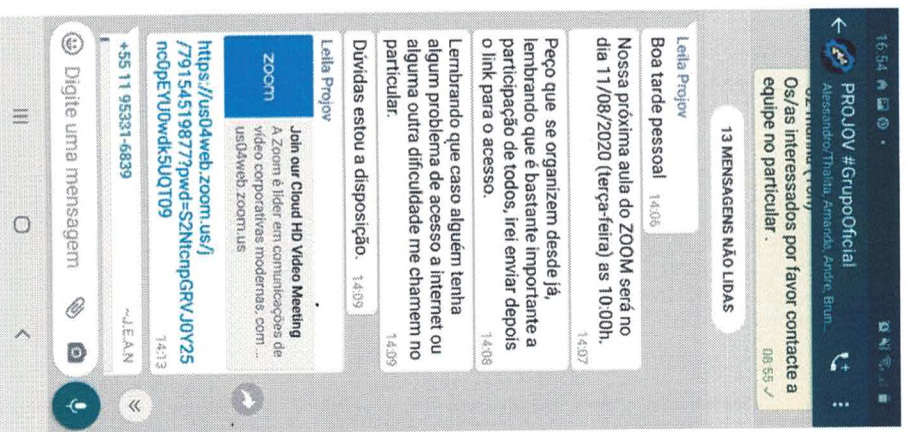 16:54
PROJOV #GrupoOficial
Alessandro/Thalita, Amanda, Andre, Brun...
Os/as interessados por favor contacte a
equipe no particular .
08:55
13 MENSAGENS NÃO LIDAS
Leila Projov
Boa tarde pessoal 14:06
Nossa próxima aula do ZOOM será no
dia 11/08/2020 (terça-feira) as 10:00h.
14:07
Peço que se organizem desde já,
lembrando que é bastante importante a
participação de todos, irei enviar depois
o link para o acesso.
14:08
Lembrando que caso alguém tenha
algum problema de acesso a internet ou
alguma outra dificuldade me chamem no
particular.
14:09
Dúvidas estou a disposição. 14:09
Leila Projov
zoom
Join our Cloud HD Video Meeting
A Zoom é líder em comunicações de
vídeo corporativas modernas, com ...
us04web.zoom.us
https://us04web.zoom.us/j
/79154519877?pwd=S2NtcnpGRVJ0Y25
nc0pEYU0wdk5UQT09
14:13
+55 11 95331-6839
~J.E.A.N
Digite uma mensagem